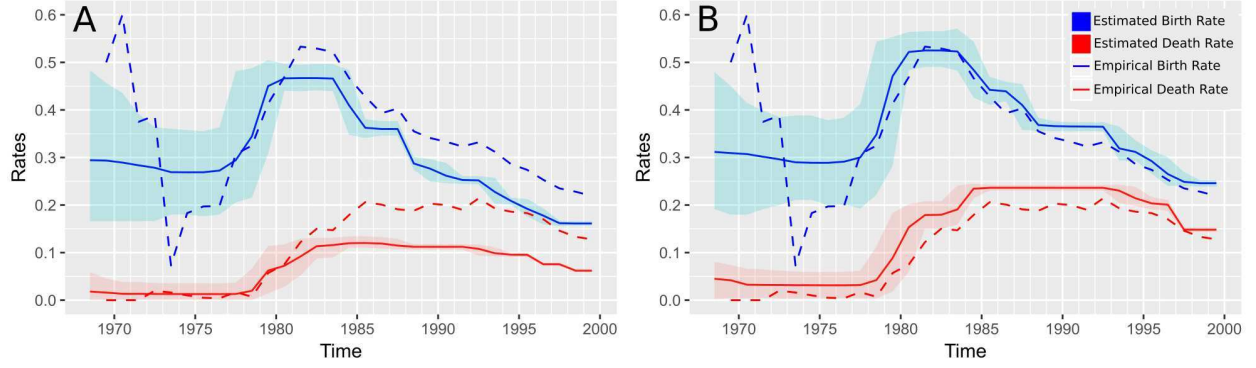 A
0.6
0.5
0.4
0.3
0.2
0.1
0.0
Rates
1970 1975 1980 1985 1990 1995 2000
Time
B
0.6
0.5
0.4
0.3
0.2
0.1
0.0
Rates
1970 1975 1980 1985 1990 1995 2000
Time
Estimated Birth Rate
Estimated Death Rate
Empirical Birth Rate
Empirical Death Rate